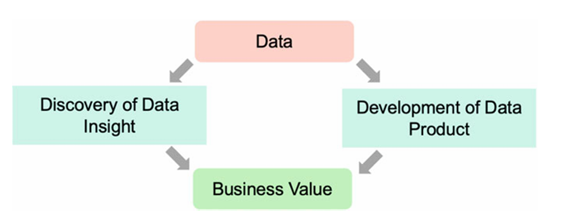 Data
Discovery of Data
Insight
Development of Data
Product
Business Value